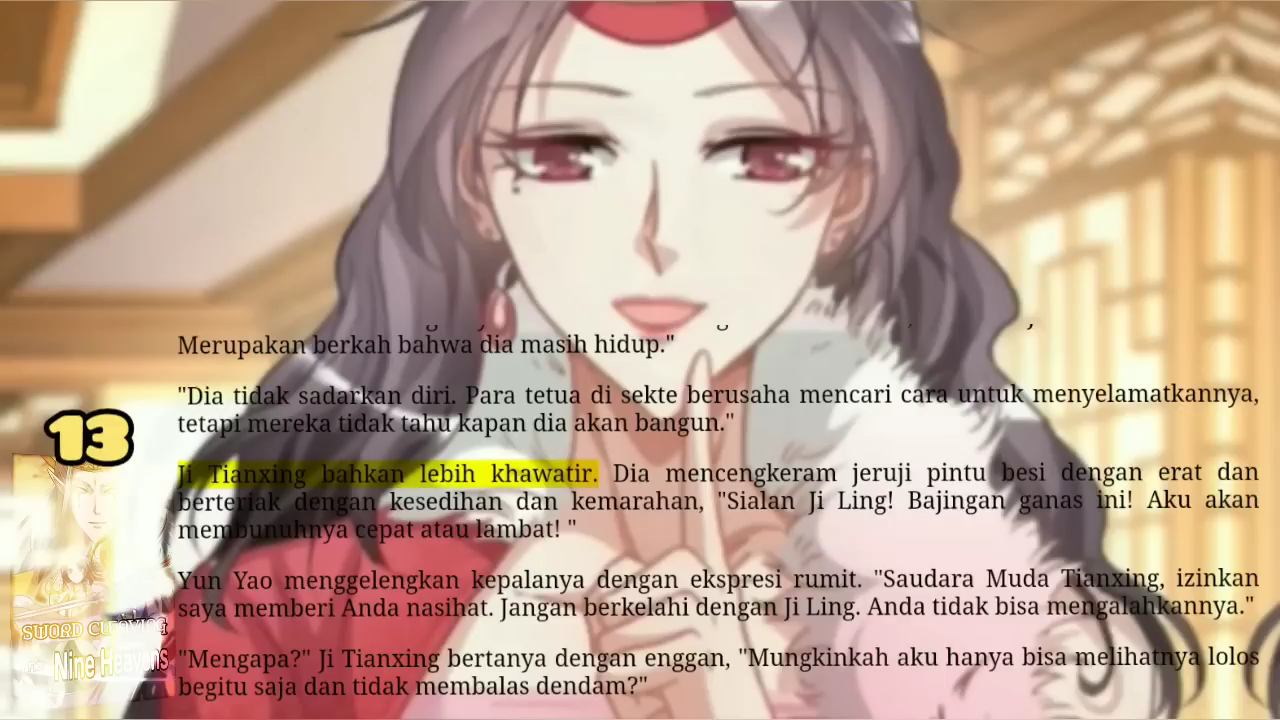 Merupakan berkah bahwa dia masih hidup."
"Dia tidak sadarkan diri. Para tetua di sekte berusaha mencari cara untuk menyelamatkannya,
tetapi mereka tidak tahu kapan dia akan bangun."
13
Ji Tianxing bahkan lebih khawatir. Dia mencengkeram jeruji pintu besi dengan erat dan
berteriak dengan kesedihan dan kemarahan, "Sialan Ji Ling! Bajingan ganas ini! Aku akan
membunuhnya cepat atau lambat! "
Yun Yao menggelengkan kepalanya dengan ekspresi rumit. "Saudara Muda Tianxing, izinkan
saya memberi Anda nasihat. Jangan berkelahi dengan Ji Ling. Anda tidak bisa mengalahkannya."
SWORD
Nine Heavens
"Mengapa?" Ji Tianxing bertanya dengan enggan, "Mungkinkah aku hanya bisa melihatnya lolos
begitu saja dan tidak membalas dendam?"